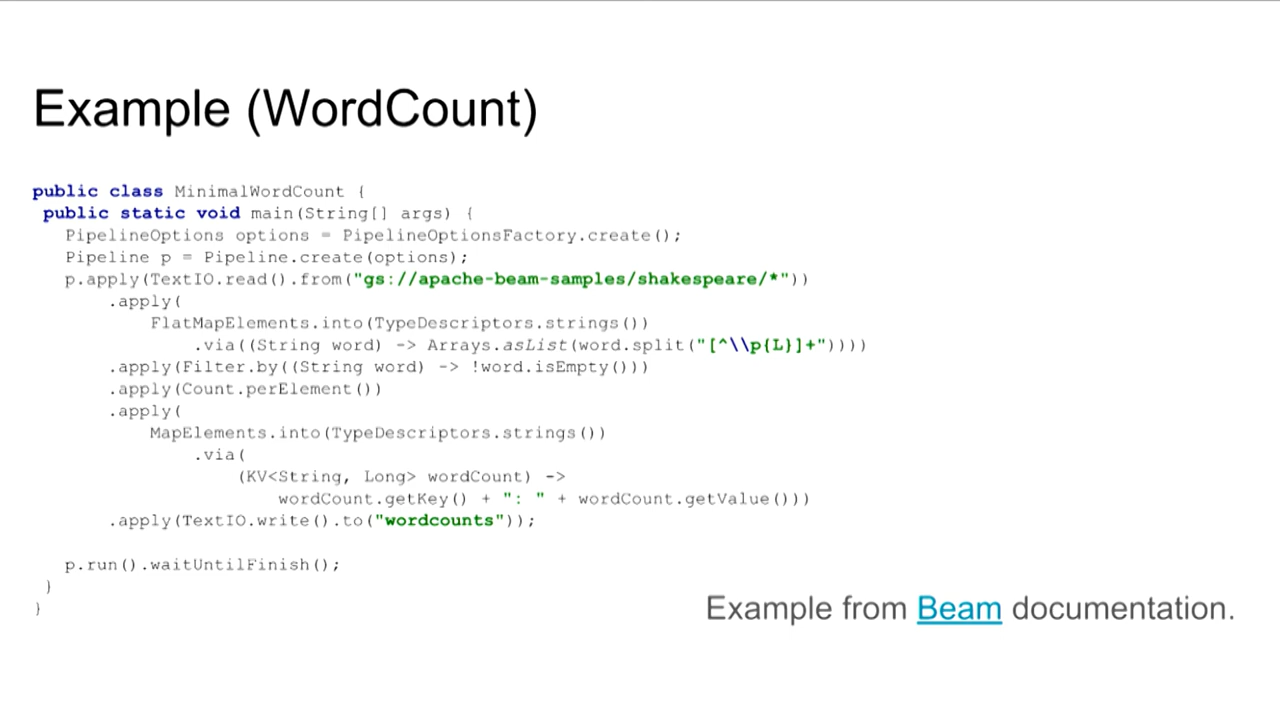 Example (WordCount)
public class MinimalWordCount {
public static void main(String[] args) {
PipelineOptions options = PipelineOptionsFactory.create();
Pipeline p = Pipeline.create(options);
p.apply(TextIO.read().from("gs://apache-beam-samples/shakespeare/*"))
.apply(
FlatMapElements.into(TypeDescriptors.strings())
.via((String word) -> Arrays.asList(word.split("[^\\p{L}]+"))))
.apply(Filter.by((String word) -> !word.isEmpty()))
.apply(Count.perElement())
.apply(
MapElements.into(TypeDescriptors.strings())
.via(
(KV<String, Long> wordCount) ->
wordCount.getKey() + ": " + wordCount.getValue()))
.apply(TextIO.write().to("wordcounts"));
p.run().waitUntilFinish();
}
}
Example from Beam documentation.